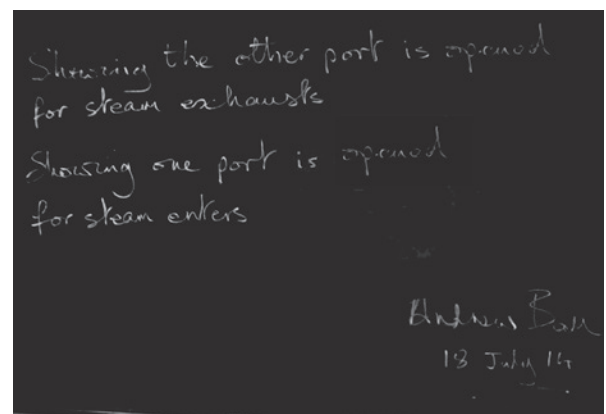 Showing the other port is opened
for steam exhausts
Showing one port is opened
for steam enters
Andrew Ball
18 July 14